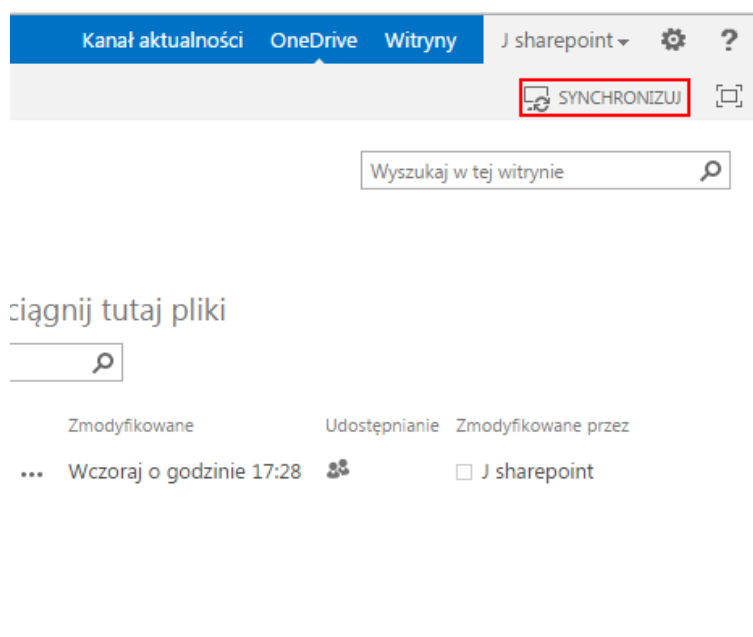 Kanał aktualności OneDrive Witryny J sharepoint ?
SYNCHRONIZUJ
Wyszukaj w tej witrynie
ciągnij tutaj pliki
Zmodyfikowane Udostępnianie Zmodyfikowane przez
... Wczoraj o godzinie 17:28 J sharepoint